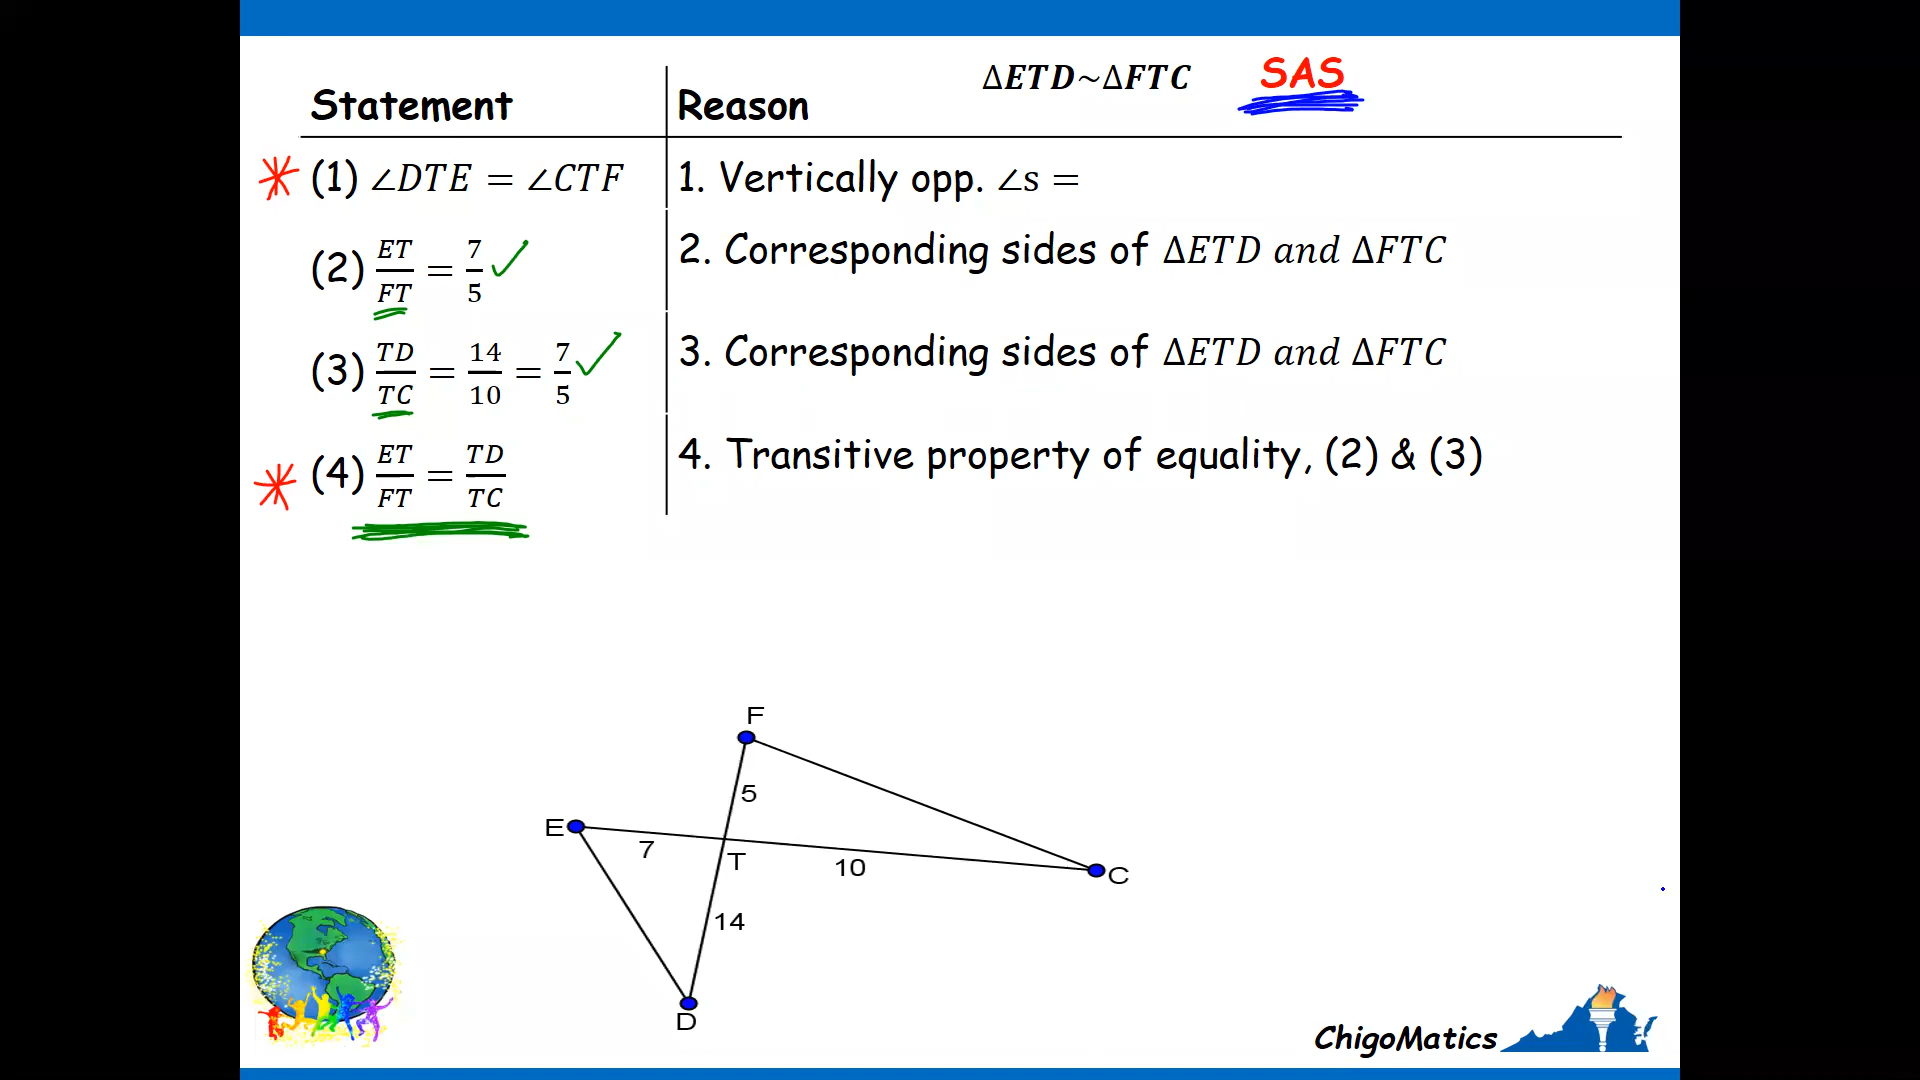 ΔETD~ΔFTC SAS
Statement Reason
(1) ∠DTE = ∠CTF 1. Vertically opp. ∠s =
(2) ET/FT = 7/5 2. Corresponding sides of ΔETD and ΔFTC
(3) TD/TC = 14/10 = 7/5 3. Corresponding sides of ΔETD and ΔFTC
(4) ET/FT = TD/TC 4. Transitive property of equality, (2) & (3)
F
5
E
7
T
10
C
14
D
ChigoMatics